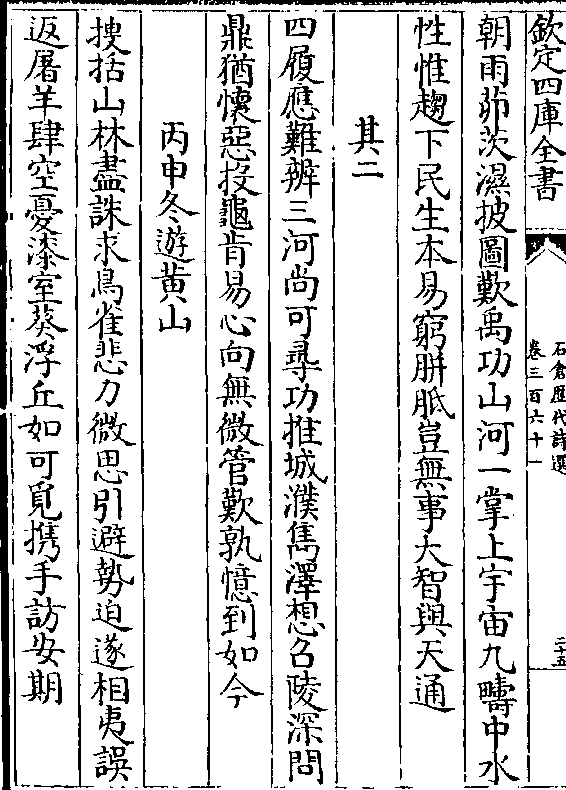 欽定四庫全書
石倉歷代詩選
卷三百六十一
二十五
朝雨茆茨濕披圖歎禹功山河一掌上宇宙九疇中水
性惟趨下民生本易窮胼胝豈無事大智與天通
其二
四履應難辨三河尚可尋功推城濮雋澤想召陵深問
鼎猶懷惡投龜肯易心向無微管歎孰憶到如今
丙申冬遊黄山
摉括山林盡誅求鳥雀悲力微思引避勢迫遂相夷誤
返屠羊肆空憂漆室葵浮丘如可覓携手訪安期